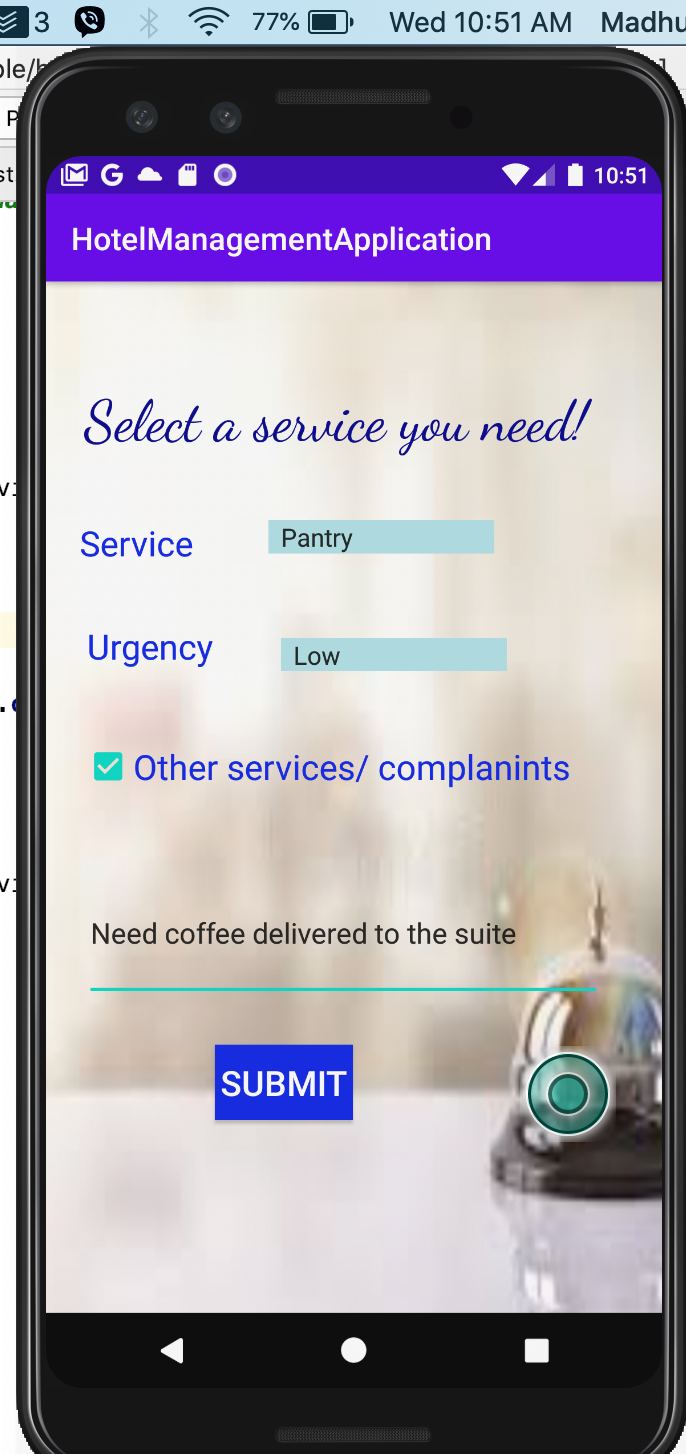 3 77% Wed 10:51 AM Madhu
10:51
HotelManagementApplication
Select a service you need!
Service Pantry
Urgency Low
Other services/ complanints
Need coffee delivered to the suite
SUBMIT